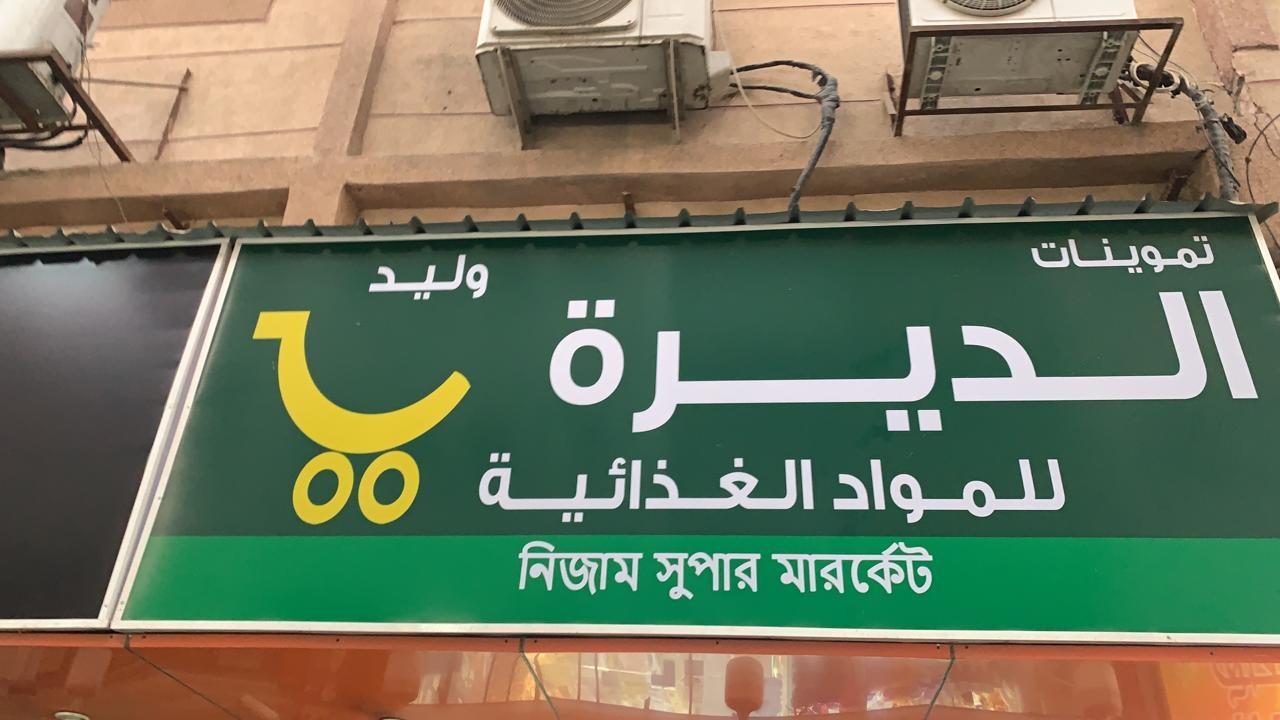 تموينات
وليد
الديرة
للمواد الغذائية
নিজাম সুপার মার্কেট